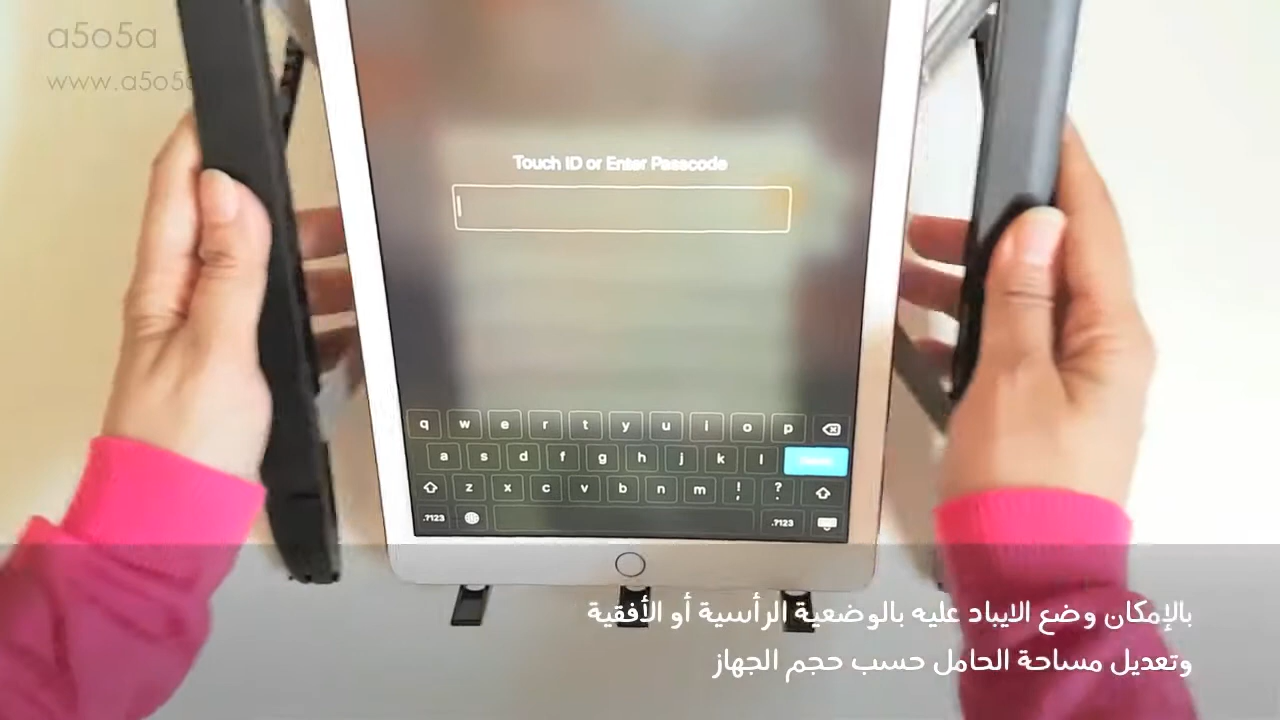 a5o5a
www.a5o5a
Touch ID or Enter Passcode
q w e r t y u i o p
a s d f g h j k l
z x c v b n m ! , ? .
.?123 .?123
بالإمكان وضع الايباد عليه بالوضعية الرأسية أو الأفقية
وتعديل مساحة الحامل حسب حجم الجهاز